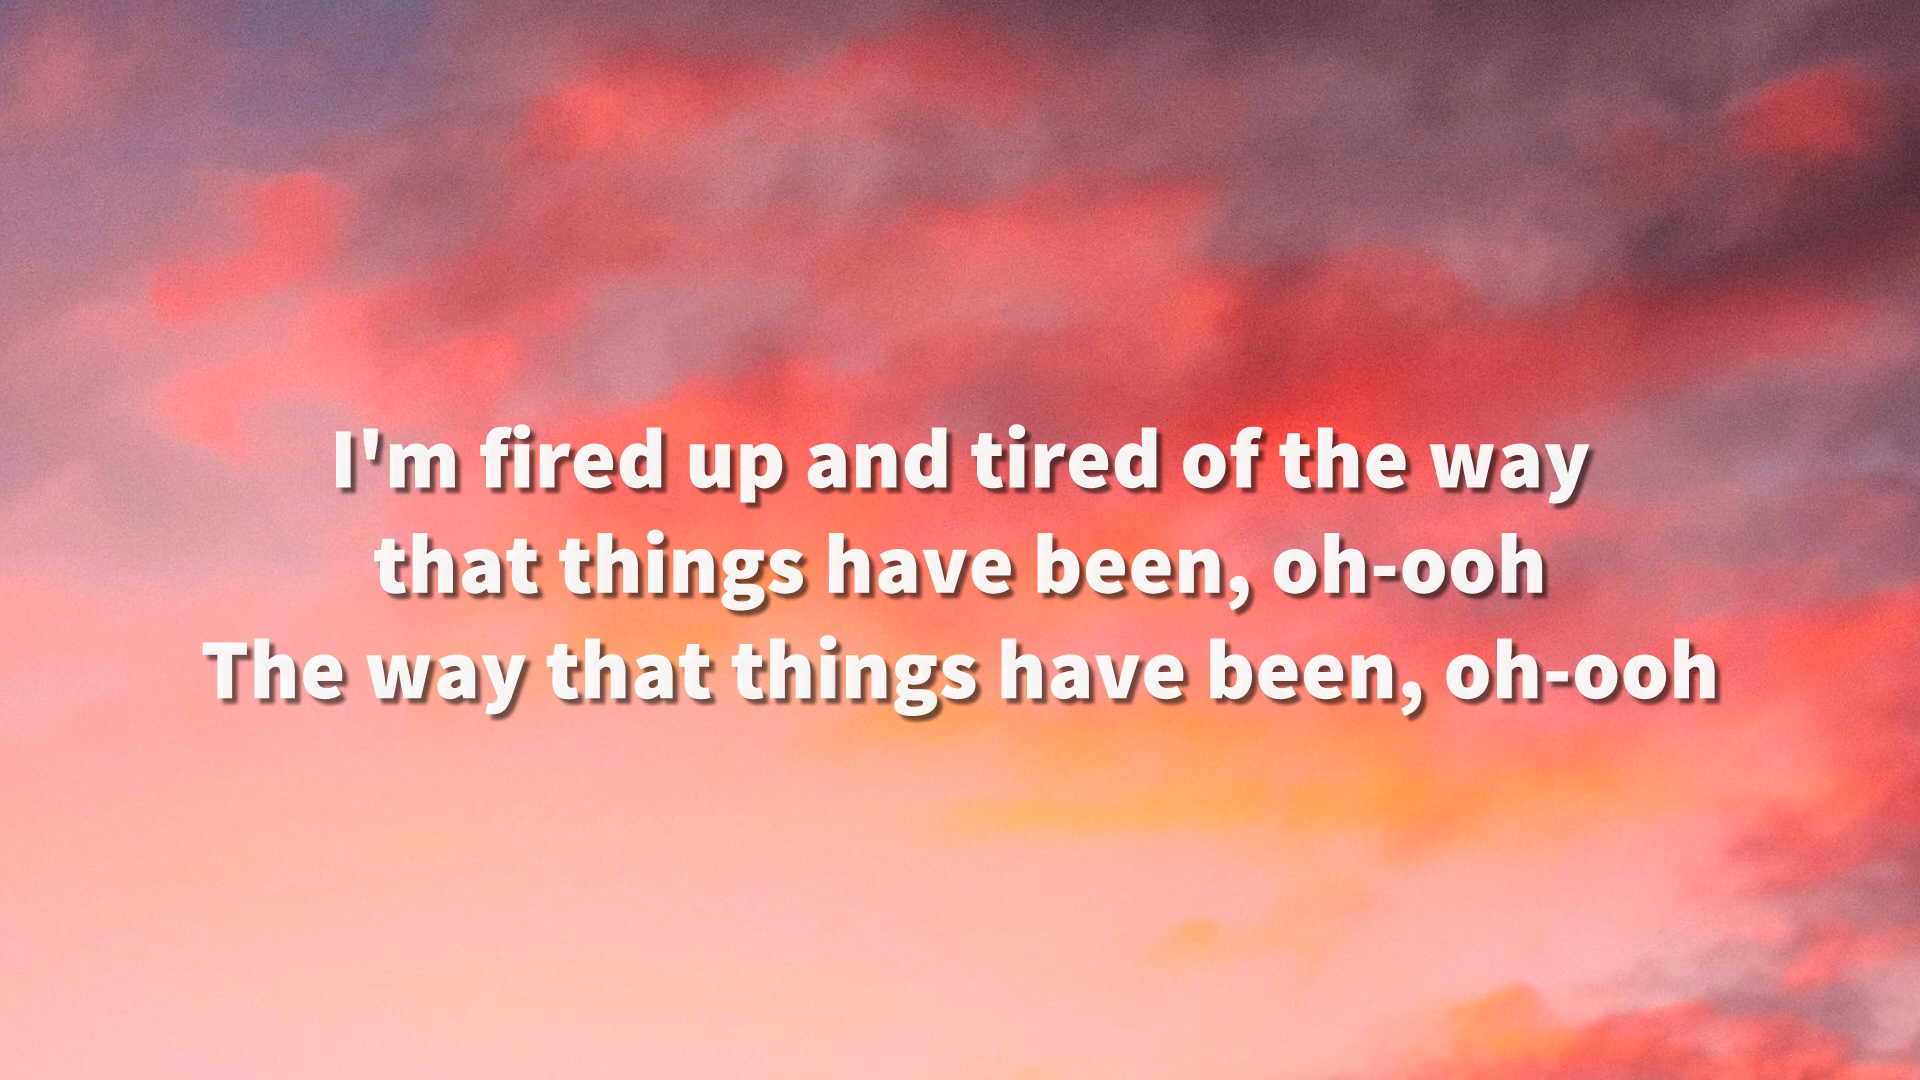 I'm fired up and tired of the way
that things have been, oh-ooh
The way that things have been, oh-ooh